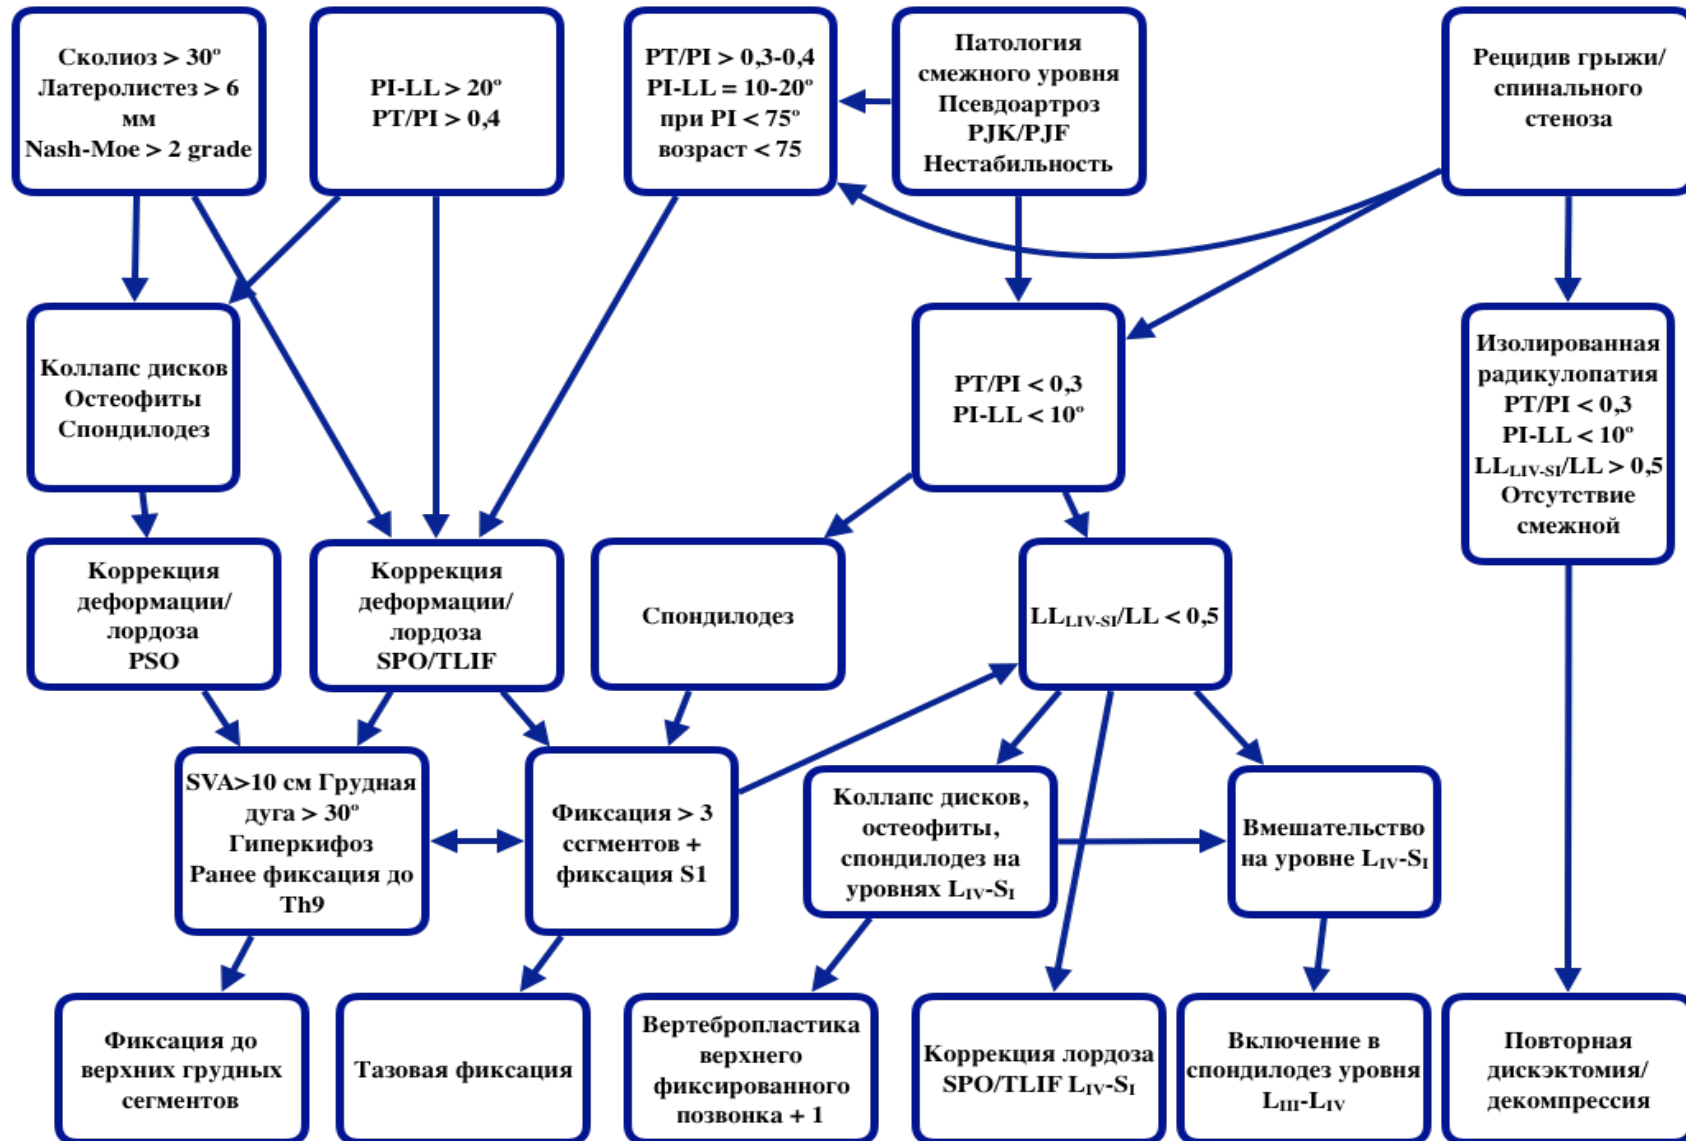 Сколиоз > 30º
Латеролистез > 6
мм
Nash-Moe > 2 grade
PI-LL > 20º
PT/PI > 0,4
PT/PI > 0,3-0,4
PI-LL = 10-20º
при PI < 75º
возраст < 75
Патология
смежного уровня
Псевдоартроз
PJK/PJF
Нестабильность
Рецидив грыжи/
спинального
стеноза
Коллапс дисков
Остеофиты
Спондилодез
PT/PI < 0,3
PI-LL < 10º
Изолированная
радикулопатия
PT/PI < 0,3
PI-LL < 10º
LLLIV-SI/LL > 0,5
Отсутствие
смежной
Коррекция
деформации/
лордоза
PSO
Коррекция
деформации/
лордоза
SPO/TLIF
Спондилодез
LLLIV-SI/LL < 0,5
SVA>10 см Грудная
дуга > 30º
Гиперкифоз
Ранее фиксация до
Th9
Фиксация > 3
ссгментов +
фиксация S1
Коллапс дисков,
остеофиты,
спондилодез на
уровнях LIV-SI
Вмешательство
на уровне LIV-SI
Фиксация до
верхних грудных
сегментов
Тазовая фиксация
Вертебропластика
верхнего
фиксированного
позвонка + 1
Коррекция лордоза
SPO/TLIF LIV-SI
Включение в
спондилодез уровня
LIII-LIV
Повторная
дискэктомия/
декомпрессия